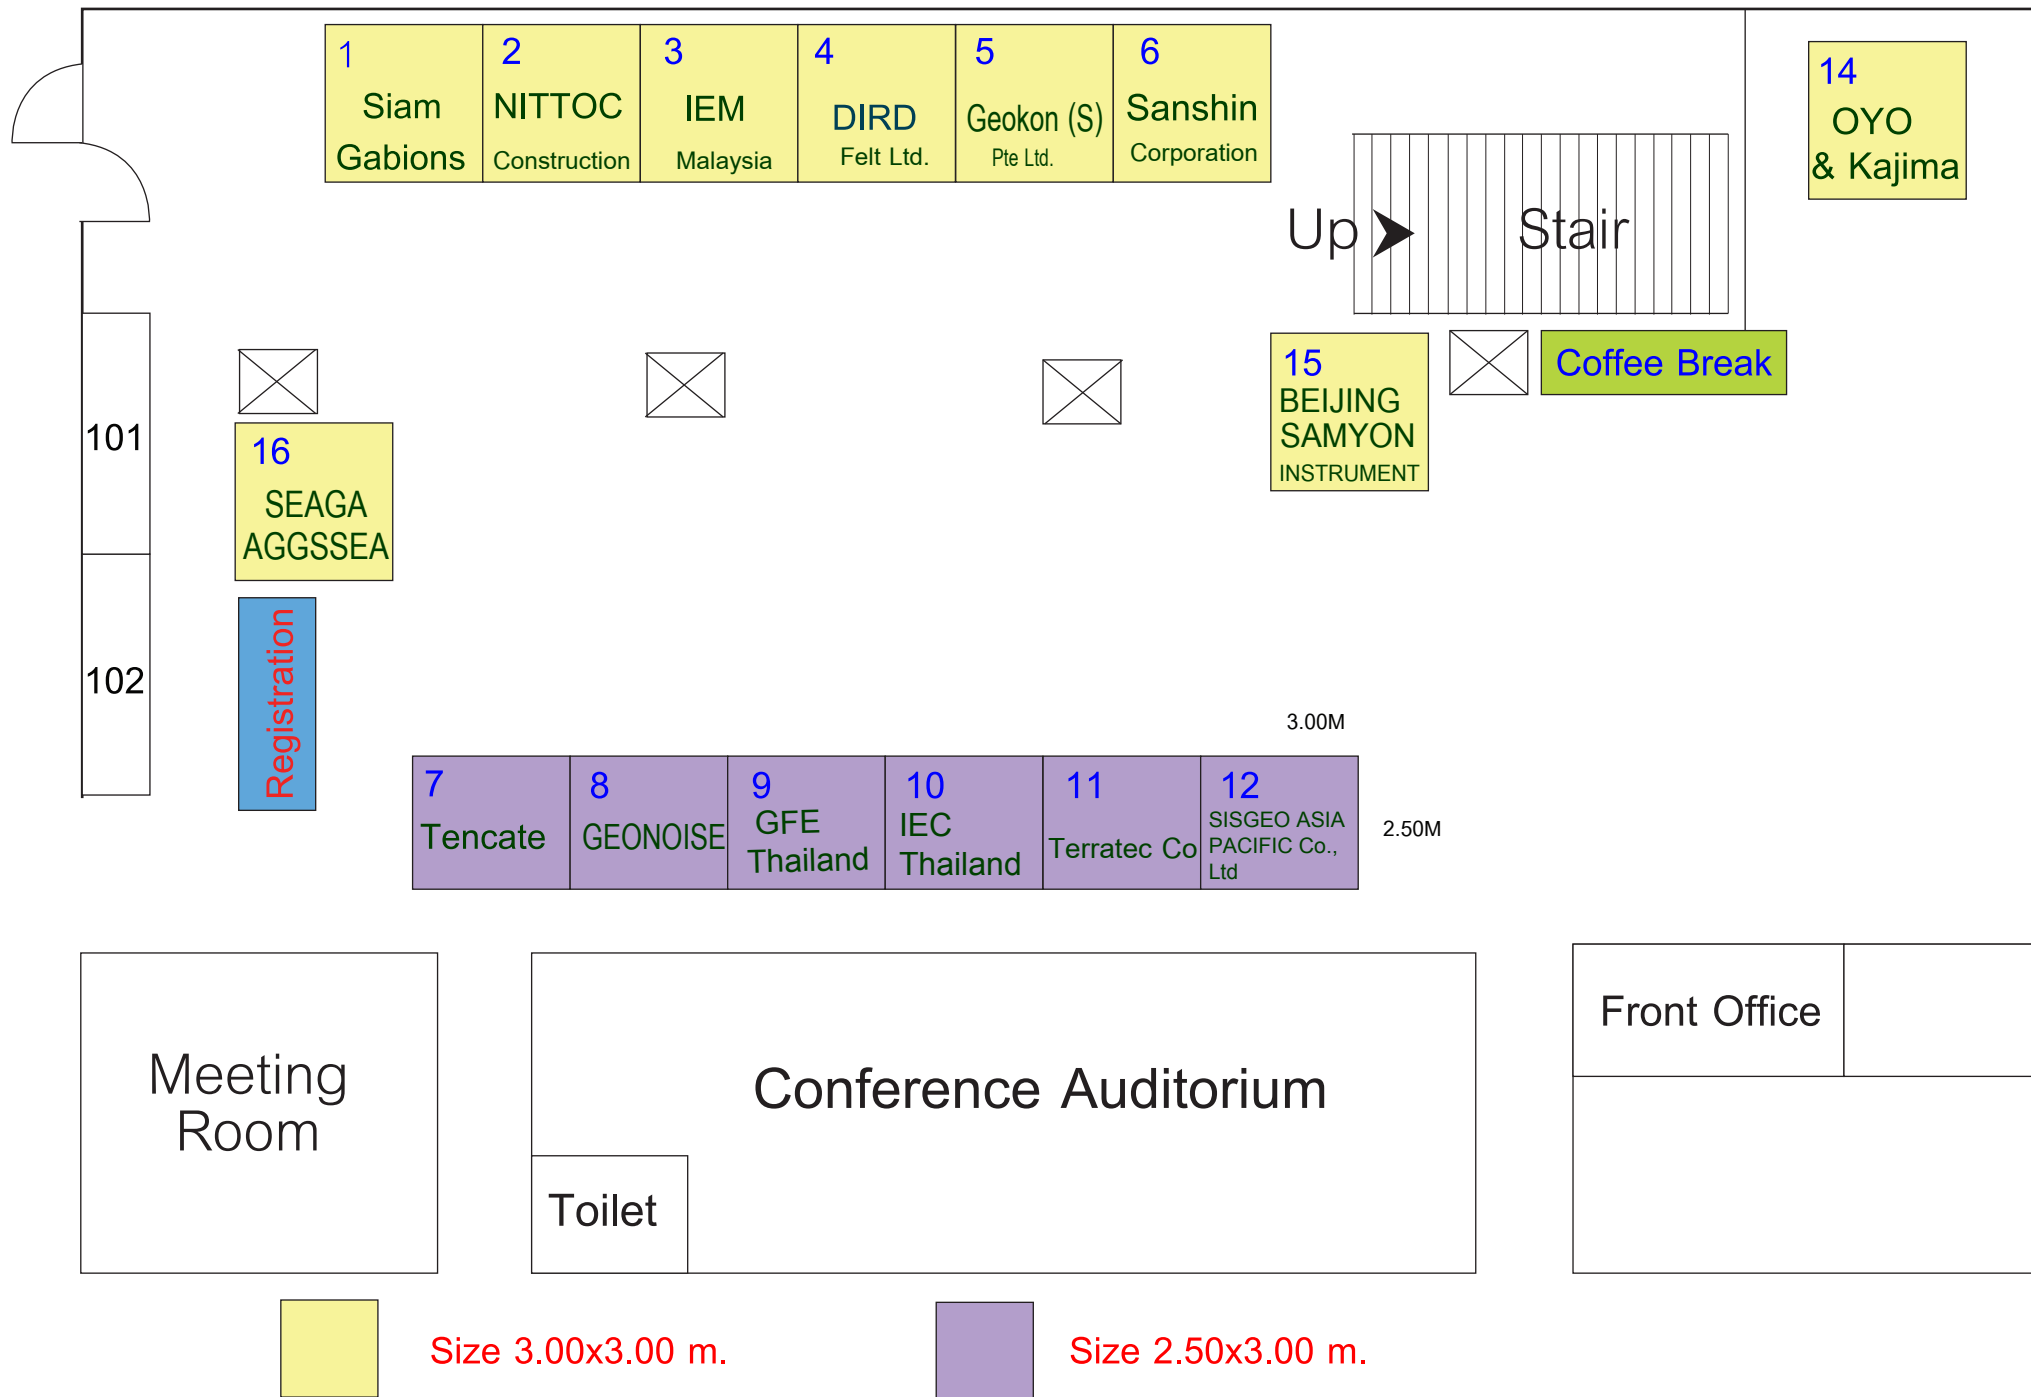 1
Siam
Gabions
2
NITTOC
Construction
3
IEM
Malaysia
4
DIRD
Felt Ltd.
5
Geokon (S)
Pte Ltd.
6
Sanshin
Corporation
14
OYO
& Kajima
Up
Stair
Coffee Break
15
BEIJING
SAMYON
INSTRUMENT
101
16
SEAGA
AGGSSEA
102
Registration
3.00M
7
Tencate
8
GEONOISE
9
GFE
Thailand
10
IEC
Thailand
11
Terratec Co
12
SISGEO ASIA
PACIFIC Co.,
Ltd
2.50M
Meeting
Room
Conference Auditorium
Toilet
Front Office
Size 3.00x3.00 m.
Size 2.50x3.00 m.